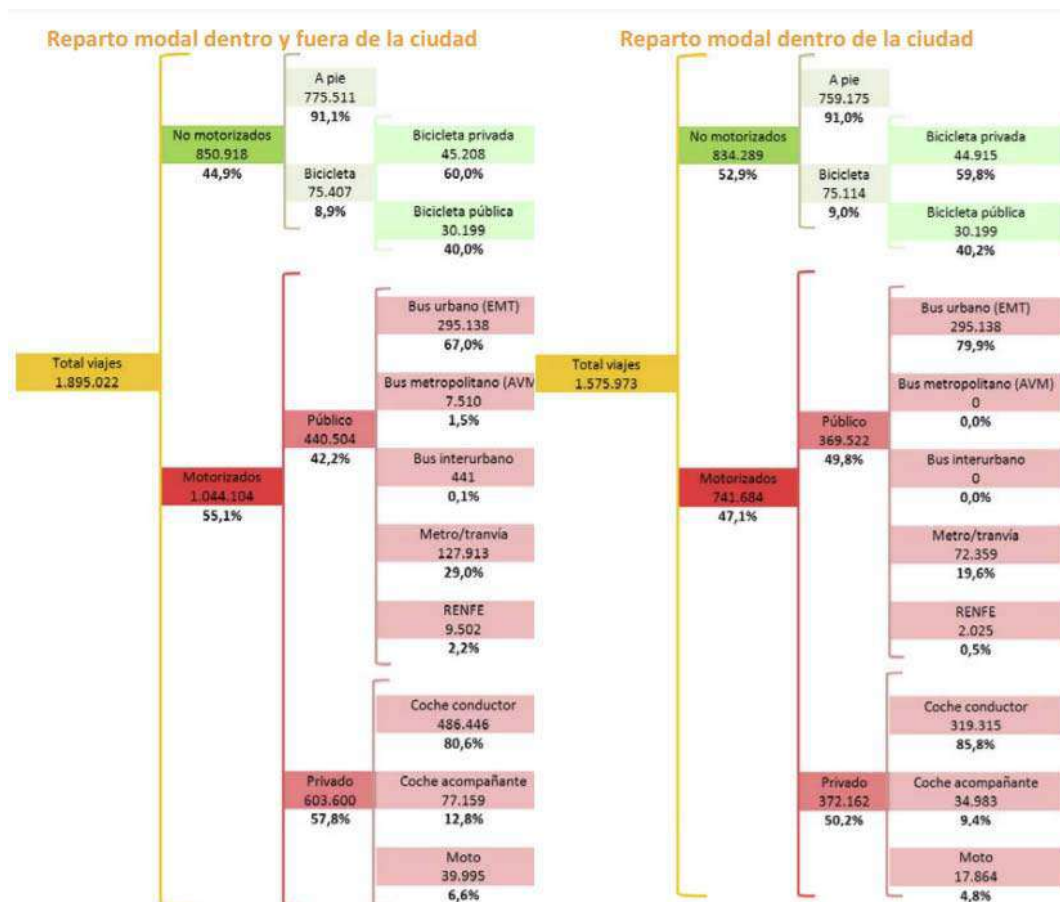 Reparto modal dentro y fuera de la ciudad
A pie
775.511
91,1%
No motorizados
850.918
44,9%
Bicicleta privada
45.208
60,0%
Bicicleta
75.407
8,9%
Bicicleta pública
30.199
40,0%
Total viajes
1.895.022
Bus urbano (EMT)
295.138
67,0%
Bus metropolitano (AVM
7.510
1,5%
Público
440.504
42,2%
Bus interurbano
441
0,1%
Motorizados
1.044.104
55,1%
Metro/tranvía
127.913
29,0%
RENFE
9.502
2,2%
Coche conductor
486.446
80,6%
Privado
603.600
57,8%
Coche acompañante
77.159
12,8%
Moto
39.995
6,6%
Reparto modal dentro de la ciudad
A pie
759.175
91,0%
No motorizados
834.289
52,9%
Bicicleta privada
44.915
59,8%
Bicicleta
75.114
9,0%
Bicicleta pública
30.199
40,2%
Total viajes
1.575.973
Bus urbano (EMT)
295.138
79,9%
Bus metropolitano (AVM)
0
0,0%
Público
369.522
49,8%
Bus interurbano
0
0,0%
Motorizados
741.684
47,1%
Metro/tranvía
72.359
19,6%
RENFE
2.025
0,5%
Coche conductor
319.315
85,8%
Privado
372.162
50,2%
Coche acompañante
34.983
9,4%
Moto
17.864
4,8%